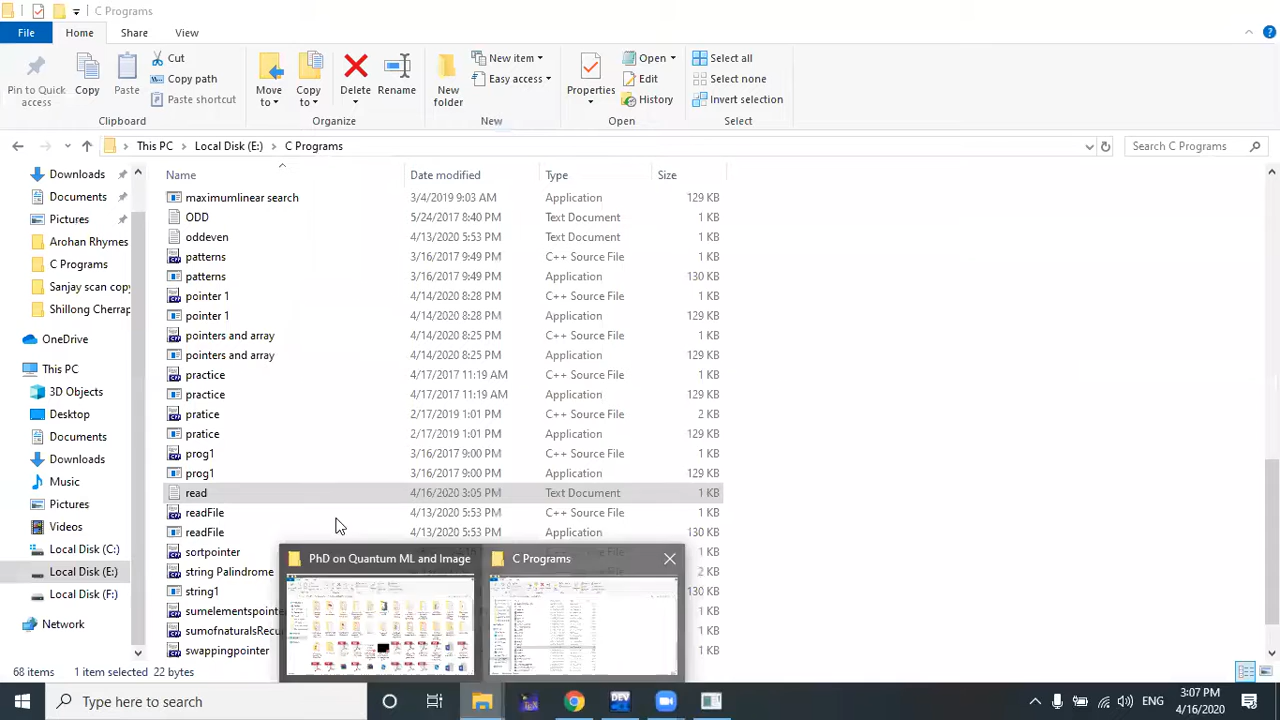 C Programs
File Home Share View
Pin to Quick access
Copy
Paste
Cut
Copy path
Paste shortcut
Clipboard
Move to
Copy to
Delete
Rename
Organize
New folder
New item
Easy access
New
Properties
Open
Edit
History
Open
Select all
Select none
Invert selection
Select
This PC > Local Disk (E:) > C Programs
Search C Programs
Downloads
Documents
Pictures
Arohan Rhymes
C Programs
Sanjay scan copy
Shillong Cherrap
OneDrive
This PC
3D Objects
Desktop
Documents
Downloads
Music
Pictures
Videos
Local Disk (C:)
Local Disk (E:)
Local Disk (F:)
Network
Name Date modified Type Size
maximumlinear search 3/4/2019 9:03 AM Application 129 KB
ODD 5/24/2017 8:40 PM Text Document 1 KB
oddeven 4/13/2020 5:53 PM Text Document 1 KB
patterns 3/16/2017 9:49 PM C++ Source File 1 KB
patterns 3/16/2017 9:49 PM Application 130 KB
pointer 1 4/14/2020 8:28 PM C++ Source File 1 KB
pointer 1 4/14/2020 8:28 PM Application 129 KB
pointers and array 4/14/2020 8:25 PM C++ Source File 1 KB
pointers and array 4/14/2020 8:25 PM Application 129 KB
practice 4/17/2017 11:19 AM C++ Source File 1 KB
practice 4/17/2017 11:19 AM Application 129 KB
pratice 2/17/2019 1:01 PM C++ Source File 2 KB
pratice 2/17/2019 1:01 PM Application 129 KB
prog1 3/16/2017 9:00 PM C++ Source File 1 KB
prog1 3/16/2017 9:00 PM Application 129 KB
read 4/16/2020 3:05 PM Text Document 1 KB
readFile 4/13/2020 5:53 PM C++ Source File 1 KB
readFile 4/13/2020 5:53 PM Application 130 KB
sortpointer 1 KB
string Palindrome 2 KB
string1 130 KB
sumelementpointe 1 KB
sumofnaturalsRecu 1 KB
swappingpointer 1 KB
PhD on Quantum ML and Image
C Programs
68 items
bytes
Type here to search
DEV
ENG
3:07 PM
4/16/2020